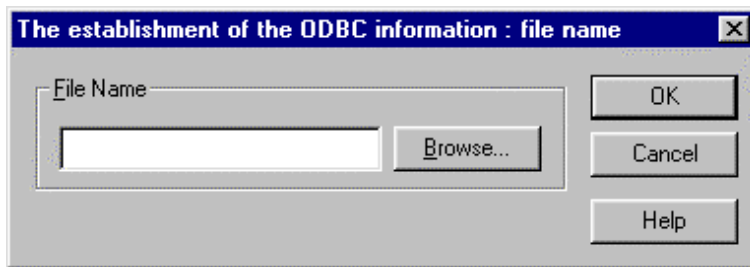 The establishment of the ODBC information : file name
File Name
Browse...
OK
Cancel
Help